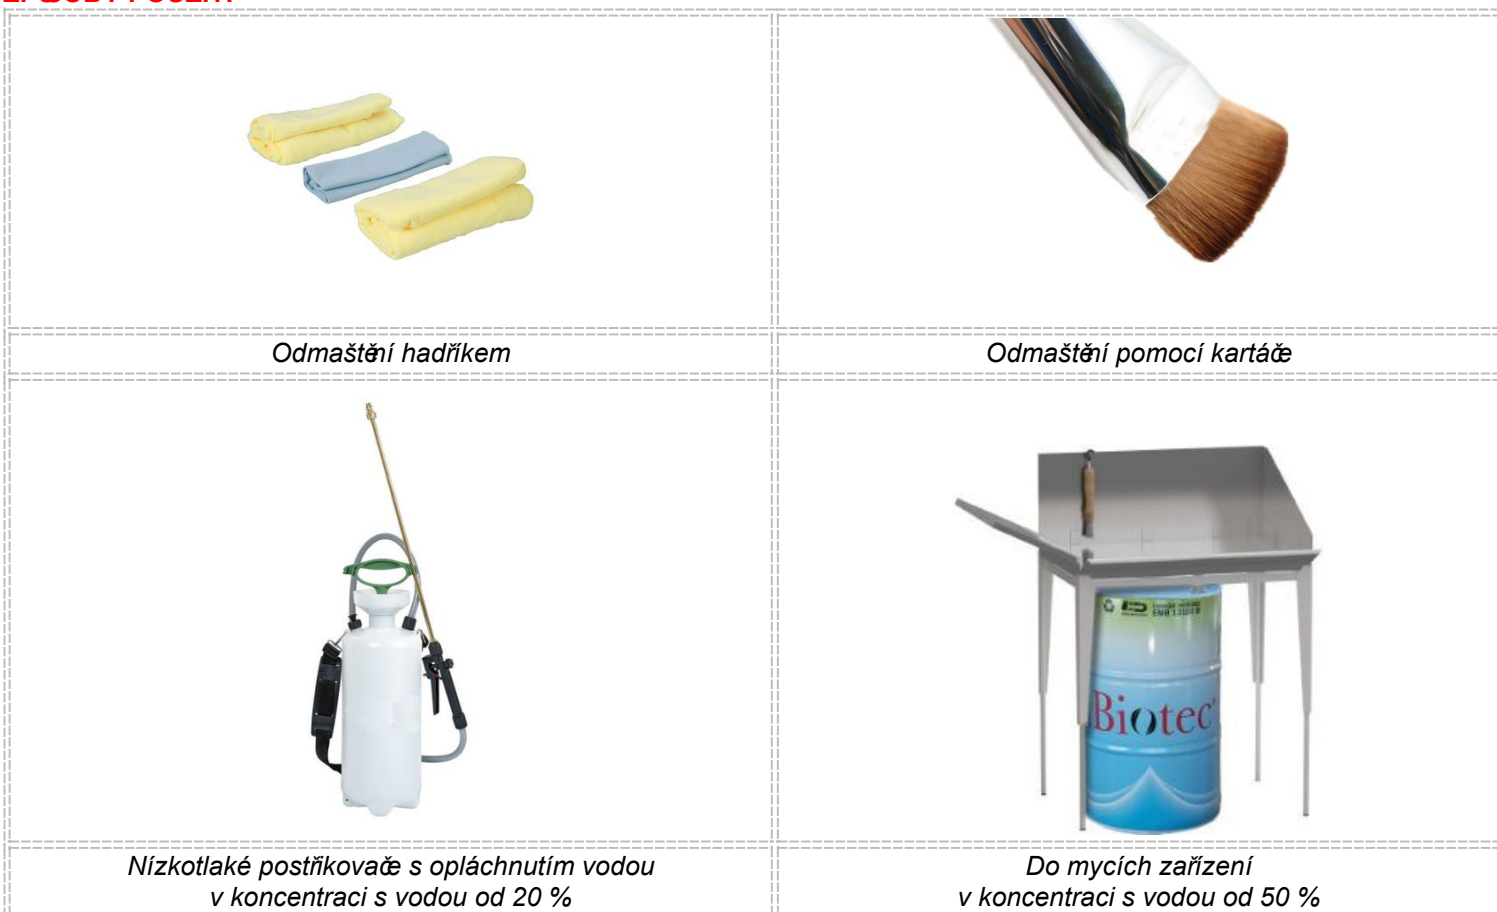 Odmaštění hadříkem
Odmaštění pomocí kartáče
Nízkotlaké postřikovače s opláchnutím vodou
v koncentraci s vodou od 20 %
Biotec
Do mycích zařízení
v koncentraci s vodou od 50 %